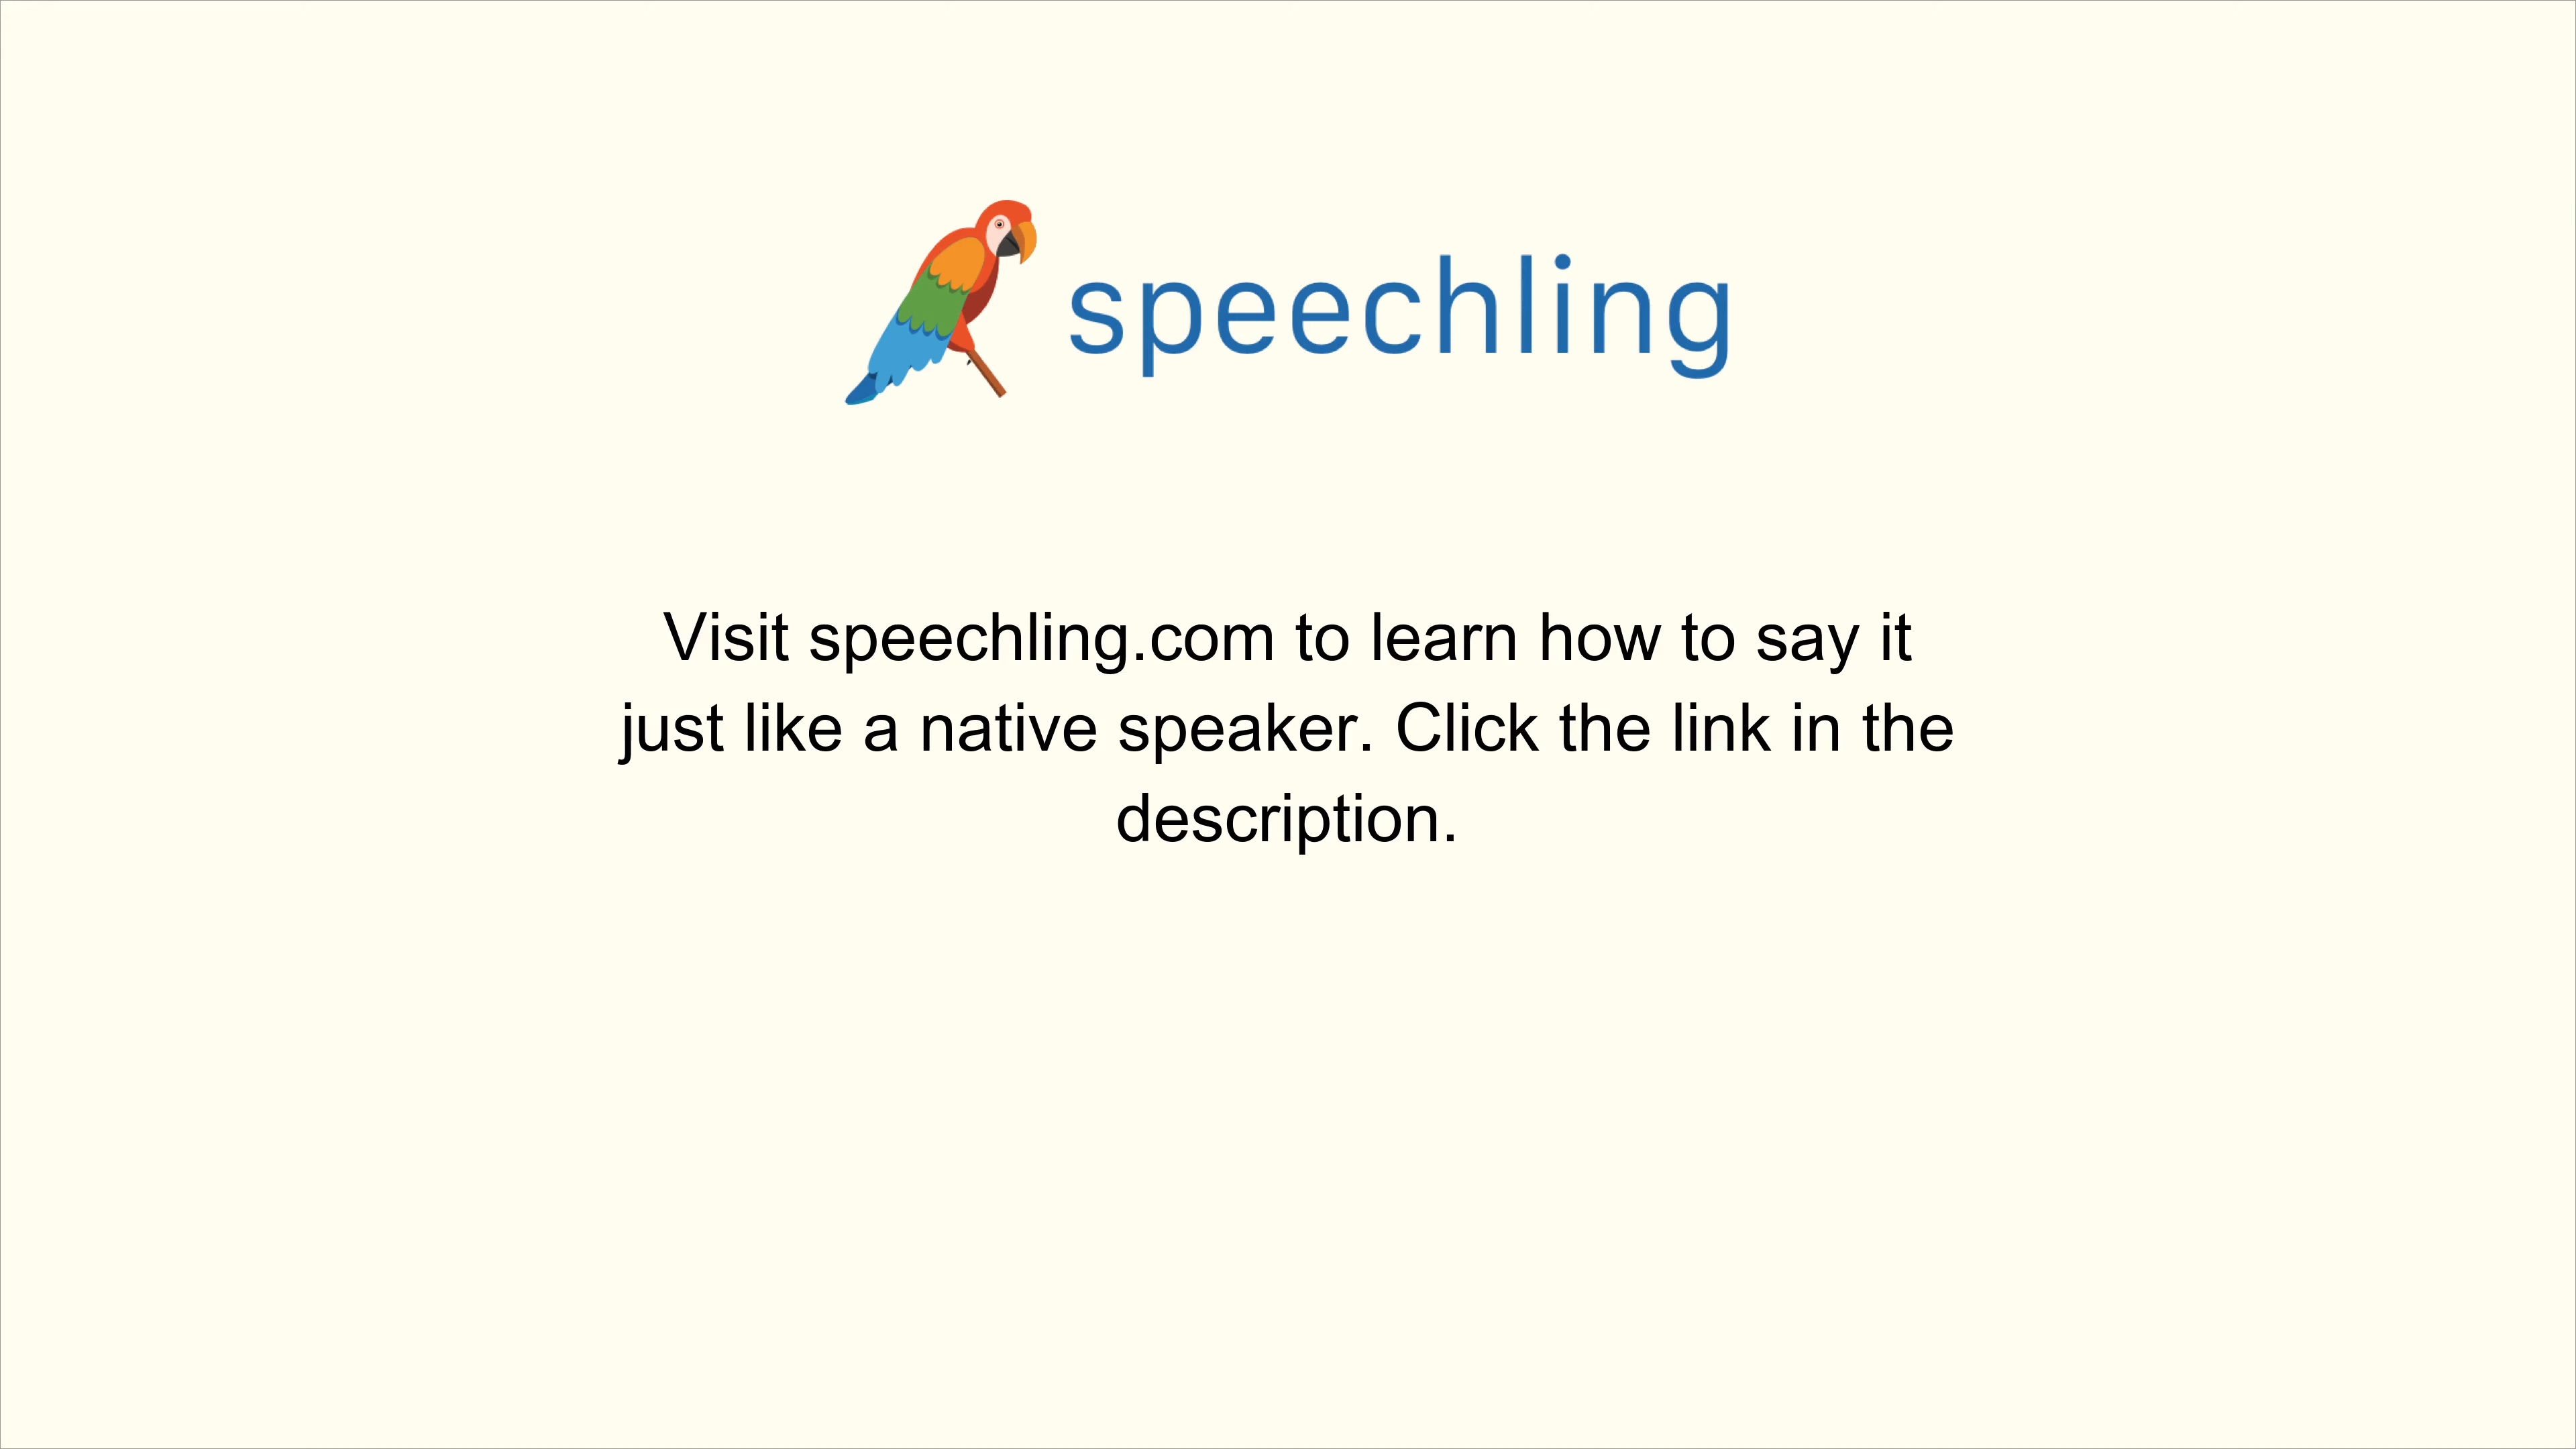 speechling
Visit speechling.com to learn how to say it
just like a native speaker. Click the link in the
description.